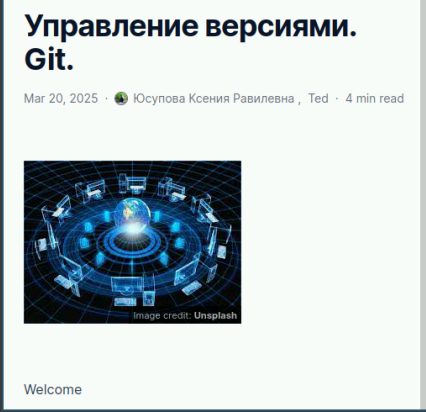 Управление версиями.
Git.
Mar 20, 2025 · Юсупова Ксения Равилевна , Ted · 4 min read
Image credit: Unsplash
Welcome